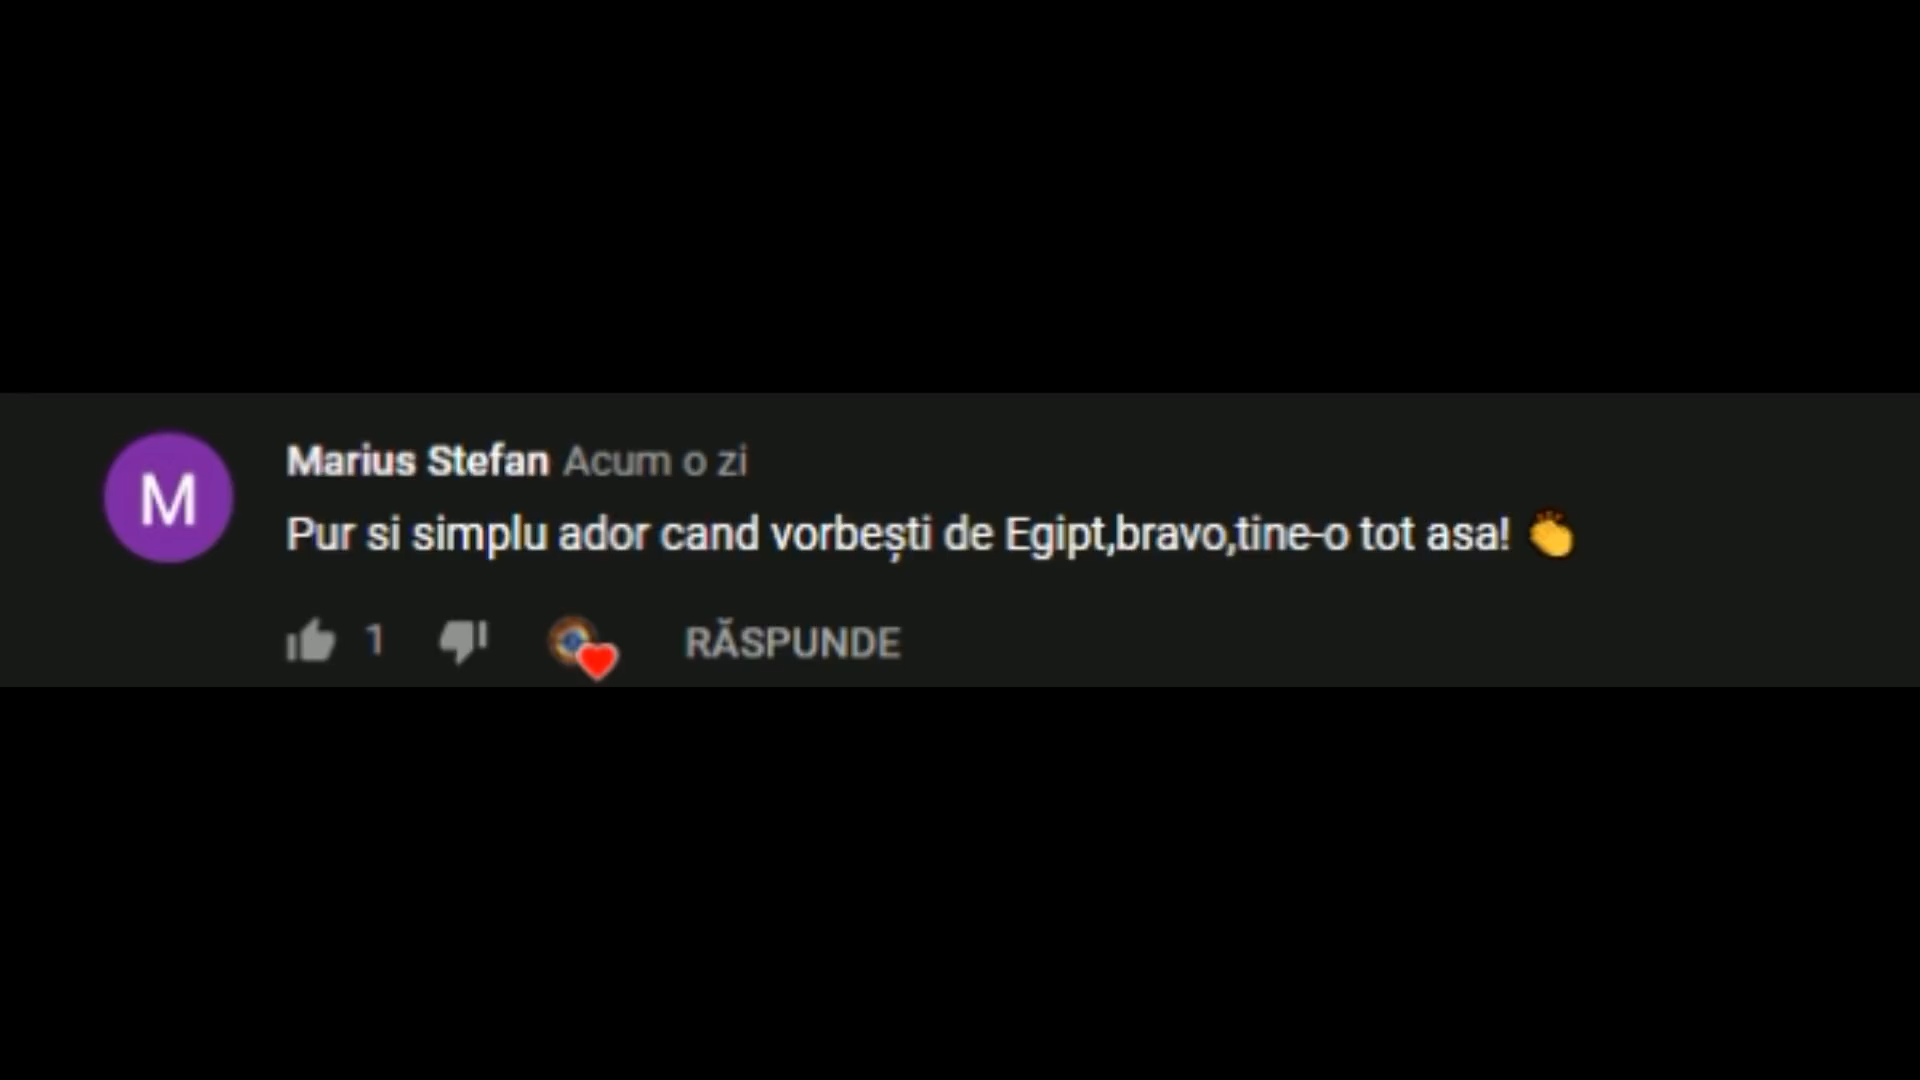 M
Marius Stefan Acum o zi
Pur si simplu ador cand vorbești de Egipt,bravo,tine-o tot asa! 👏
1 RĂSPUNDE